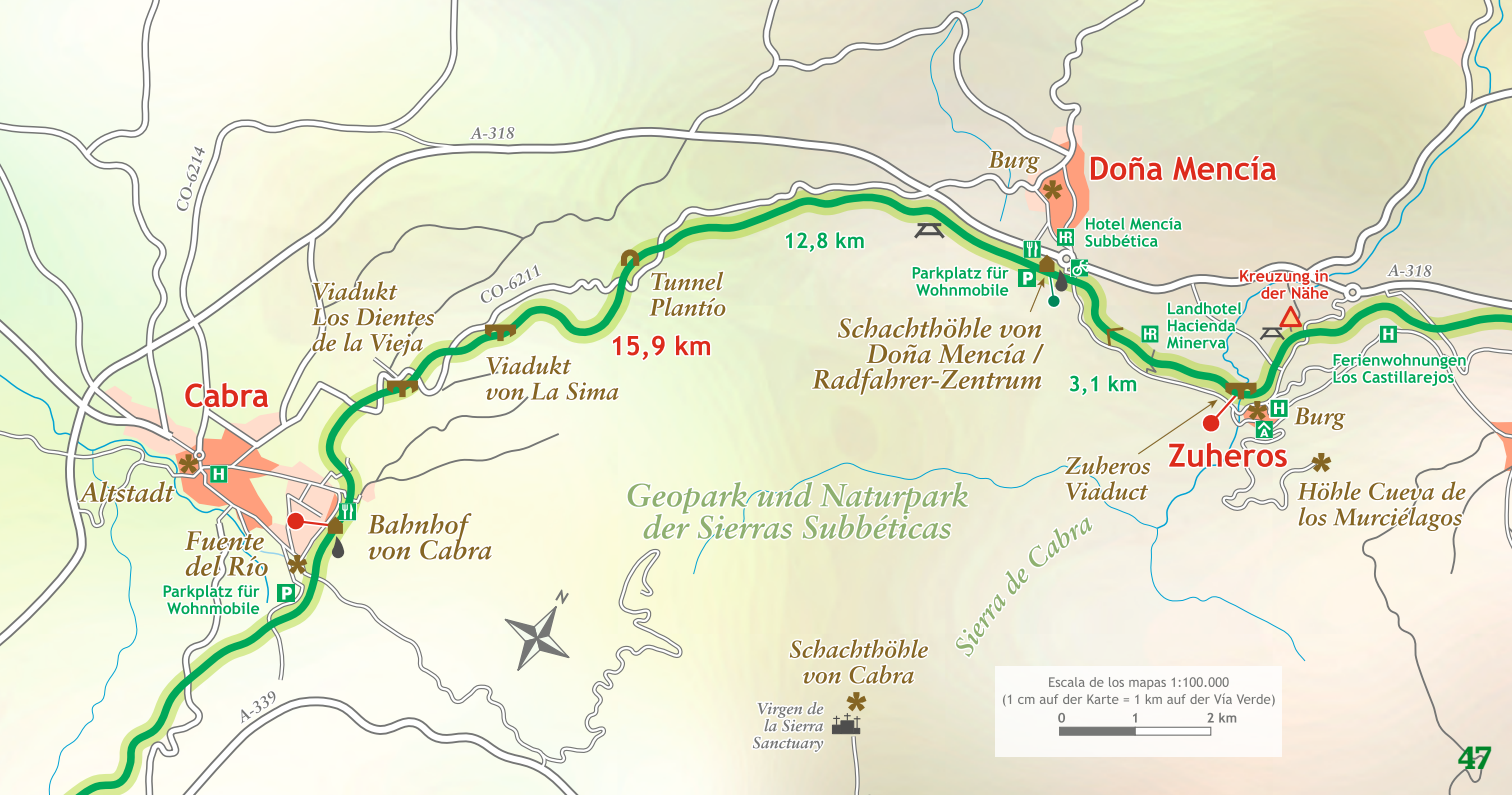 A-318
CO-6214
Burg
Doña Mencía
Hotel Mencía
Subbética
12,8 km
Parkplatz für
Wohnmobile
P
Kreuzung in
der Nähe
A-318
CO-6211
Tunnel
Plantío
Viadukt
Los Dientes
de la Vieja
Landhotel
Hacienda
Minerva
HR
HR
H
Schachthöhle von
Doña Mencía /
Radfahrer-Zentrum
15,9 km
Viadukt
von La Sima
Ferienwohnungen
Los Castillarejos
3,1 km
Cabra
H
A
Burg
Zuheros
Zuheros
Viaduct
H
Altstadt
Höhle Cueva de
los Murciélagos
Geopark und Naturpark
der Sierras Subbéticas
Bahnhof
von Cabra
Fuente
del Río
Parkplatz für
Wohnmobile
P
N
Sierra de Cabra
Schachthöhle
von Cabra
Virgen de
la Sierra
Sanctuary
A-339
Escala de los mapas 1:100.000
(1 cm auf der Karte = 1 km auf der Vía Verde)
0 1 2 km
47